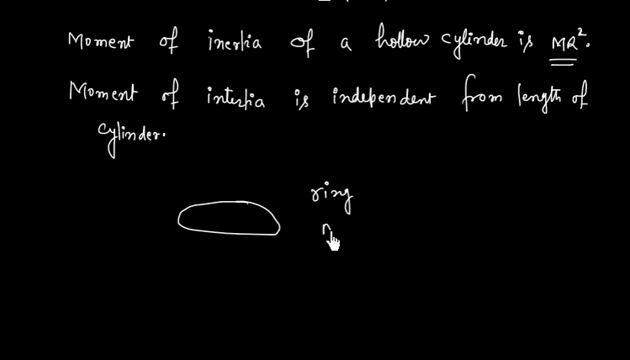 Moment of inertia of a hollow cylinder is MR².
Moment of intertia is independent from length of
cylinder.
ring